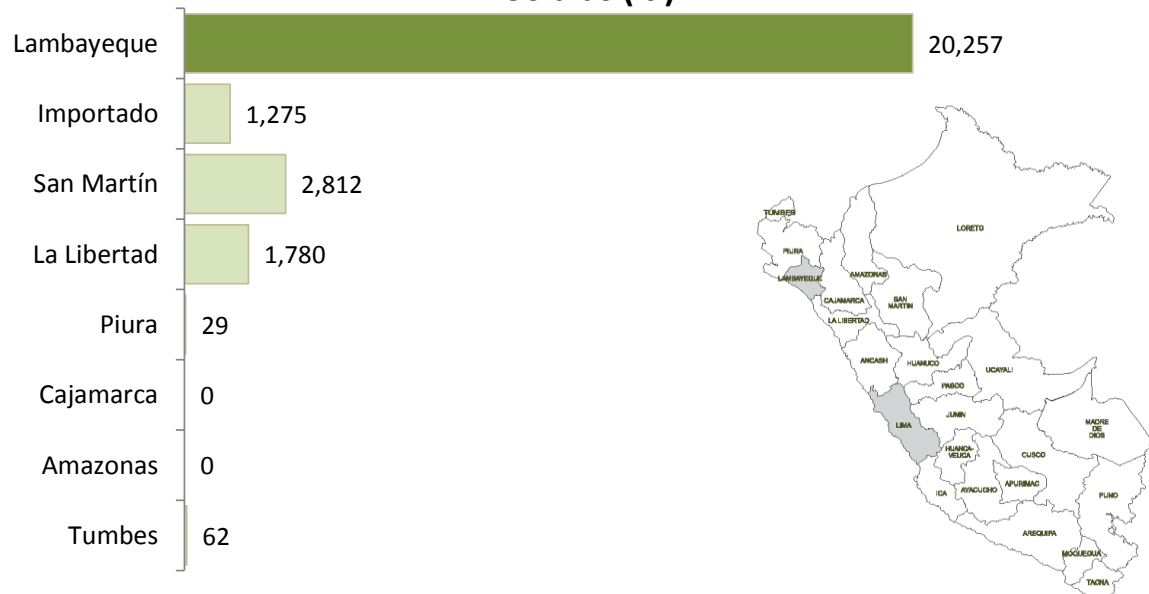 Lambayeque 20,257
Importado 1,275
San Martín 2,812
La Libertad 1,780
Piura 29
Cajamarca 0
Amazonas 0
Tumbes 62
TUMBES
LORETO
PIURA
LAMBAYEQUE
AMAZONAS
CAJAMARCA
SAN
MARTIN
LA LIBERTAD
ANCASH
HUANUCO
UCAYALI
PASCO
LIMA
JUNIN
MADRE
DE
DIOS
HUANCA-
VELICA
CUSCO
ICA
AYACUCHO
APURIMAC
PUNO
AREQUIPA
MOQUEGUA
TACNA